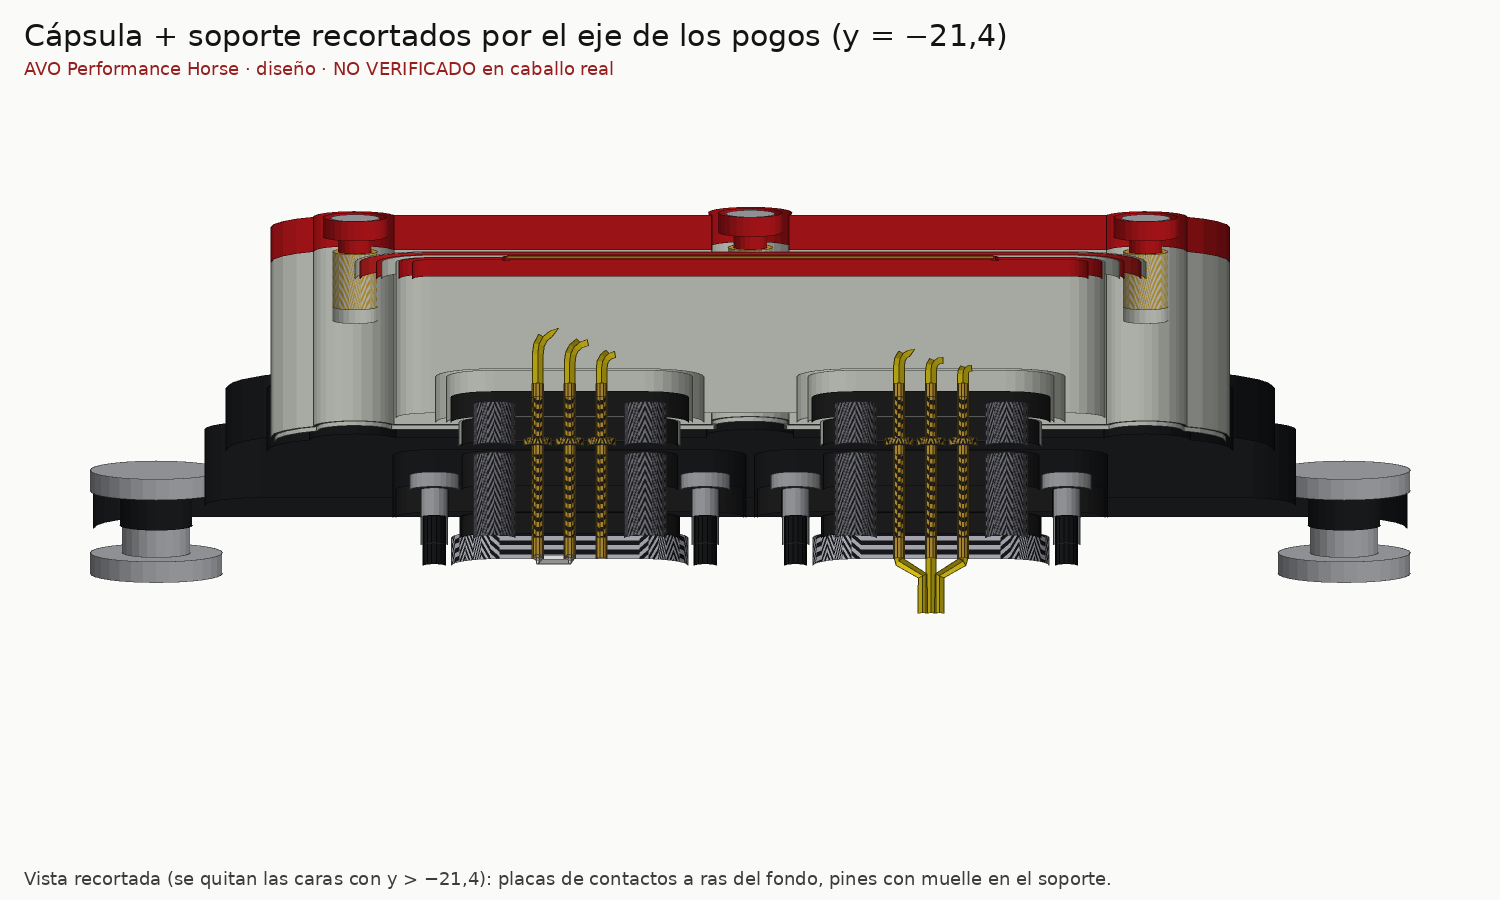 Cápsula + soporte recortados por el eje de los pogos (y = −21,4)
AVO Performance Horse · diseño · NO VERIFICADO en caballo real
Vista recortada (se quitan las caras con y > −21,4): placas de contactos a ras del fondo, pines con muelle en el soporte.